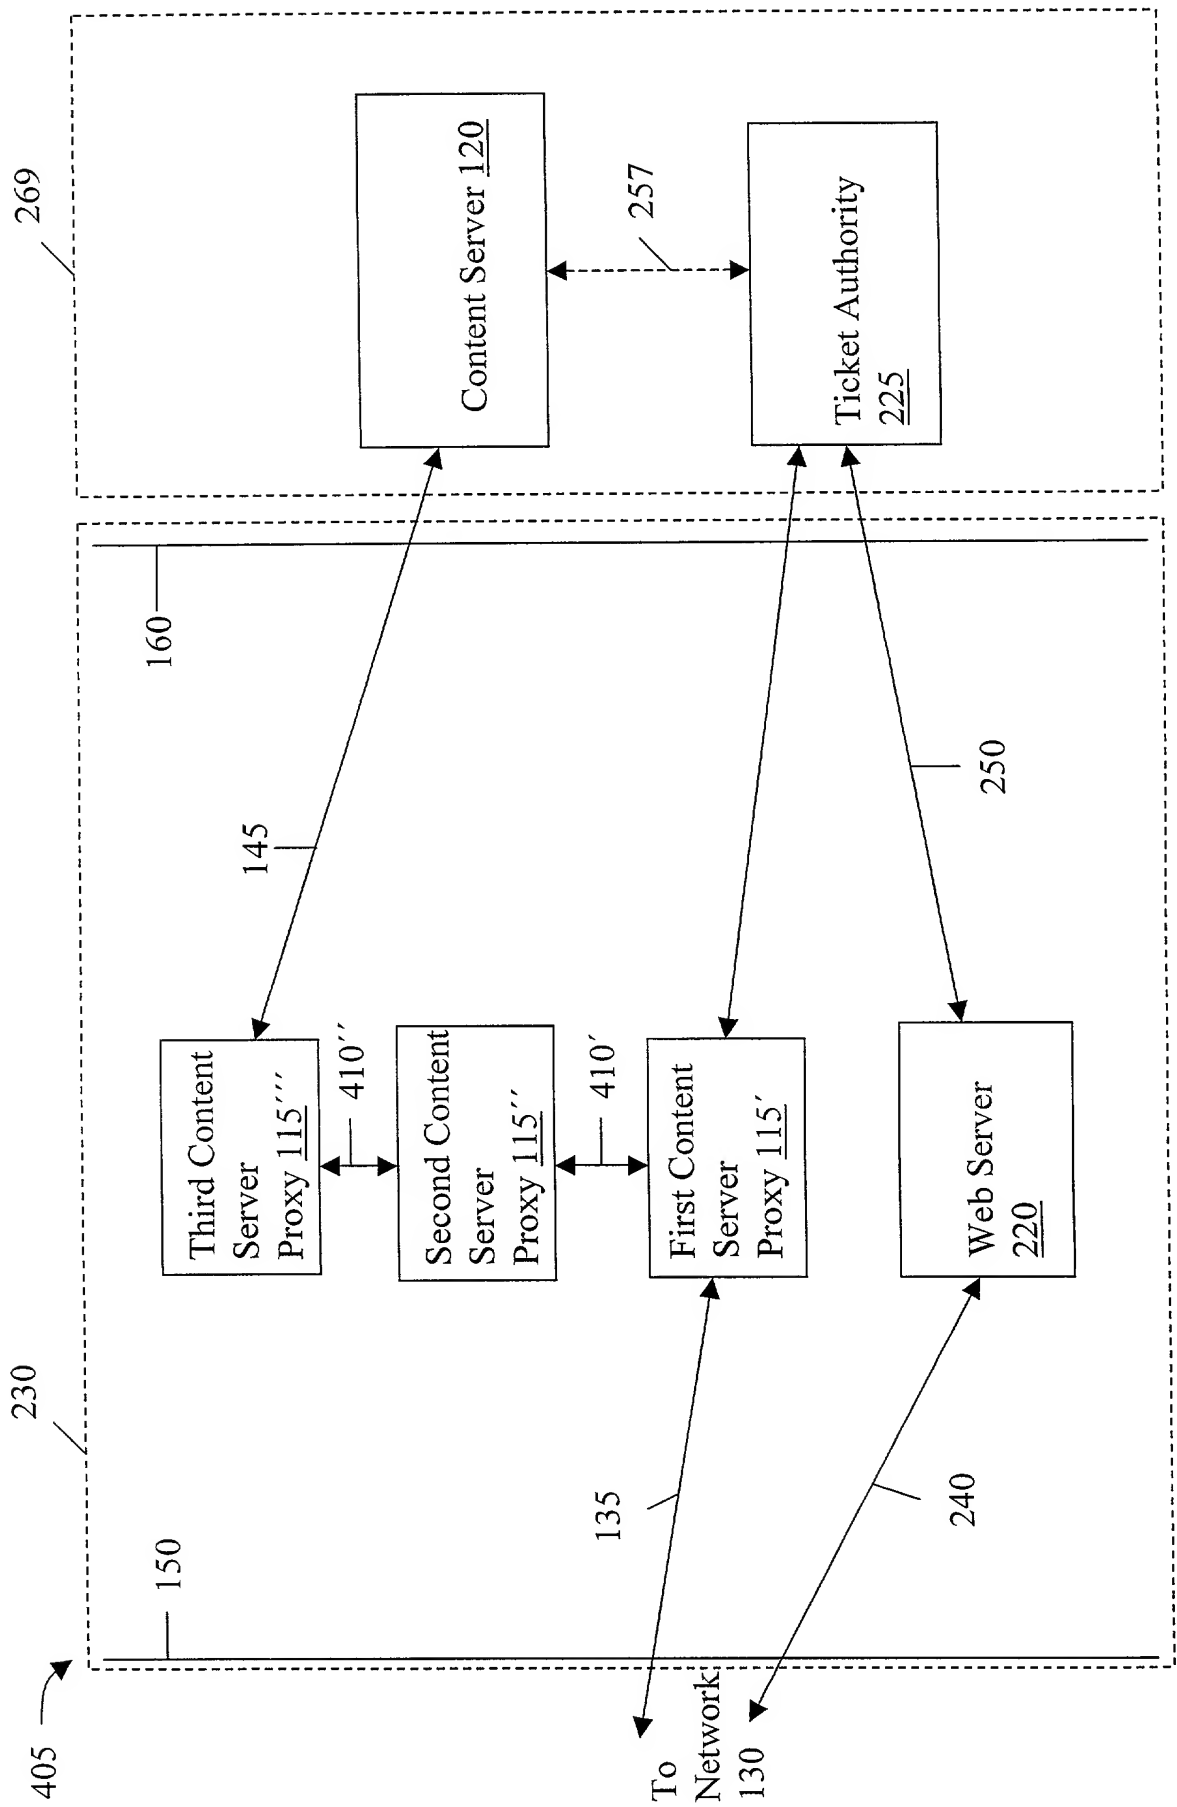 405
150
230
269
160
Third Content
Server
Proxy 115′′′
145
Content Server 120
410′′
Second Content
Server
Proxy 115′′
410′
257
First Content
Server
Proxy 115′
135
To
Network
130
Ticket Authority
225
Web Server
220
240
250